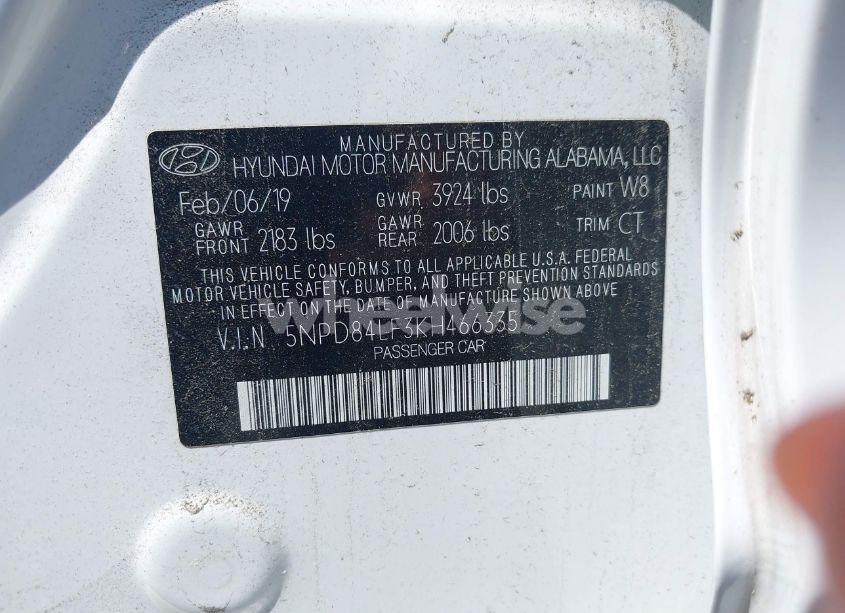 MANUFACTURED BY
HYUNDAI MOTOR MANUFACTURING ALABAMA, LLC
Feb/06/19 GVWR 3924 lbs PAINT W8
GAWR FRONT 2183 lbs GAWR REAR 2006 lbs TRIM CT
THIS VEHICLE CONFORMS TO ALL APPLICABLE U.S.A. FEDERAL
MOTOR VEHICLE SAFETY, BUMPER, AND THEFT PREVENTION STANDARDS
IN EFFECT ON THE DATE OF MANUFACTURE SHOWN ABOVE
wheelwise
V.I.N 5NPD84LF3KH466335
PASSENGER CAR